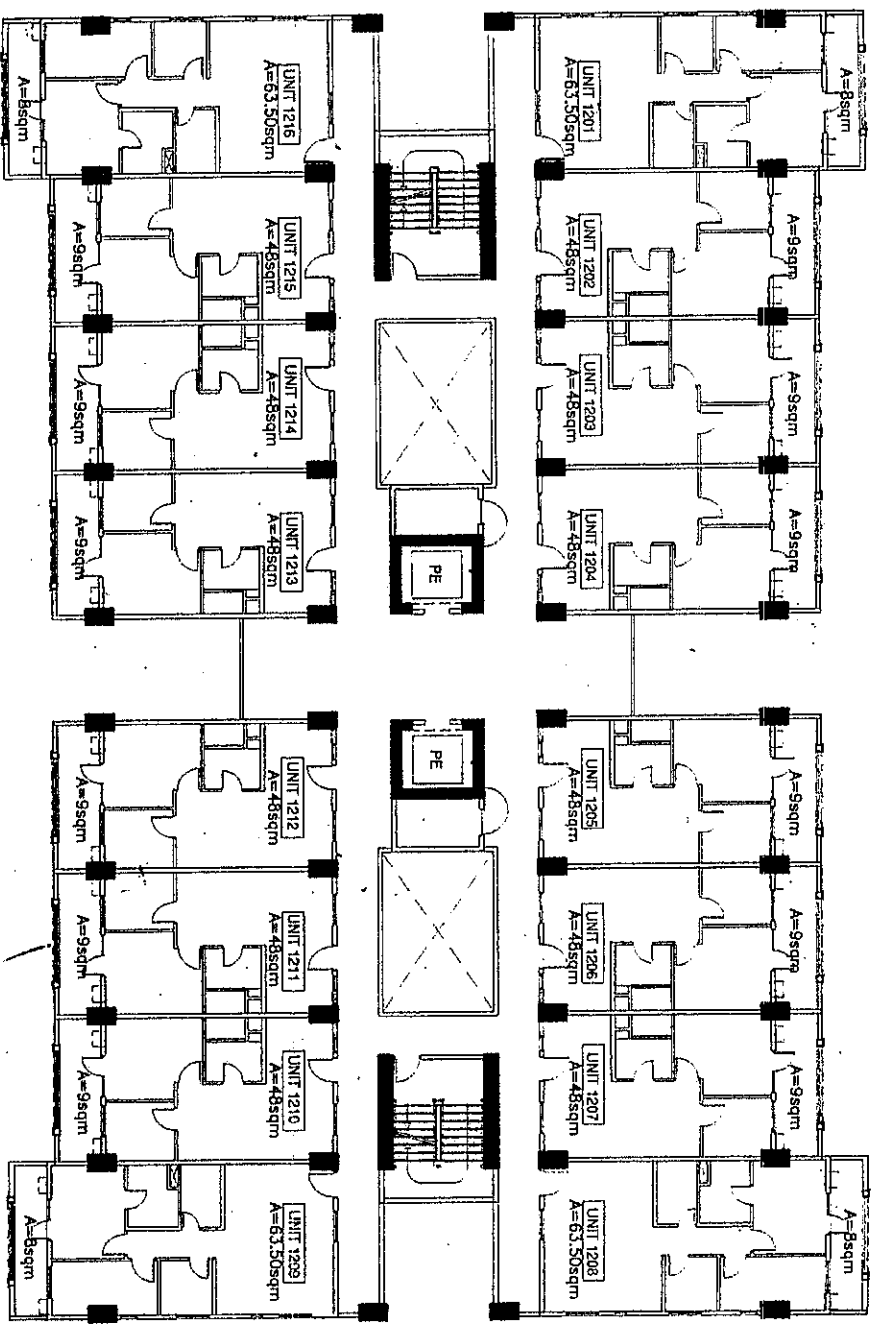 A=8sqm
A=9sqm
A=9sqm
A=9sqm
A=9sqm
A=9sqm
A=9sqm
A=8sqm
UNIT 1201
A=63.50sqm
UNIT 1202
A=48sqm
UNIT 1203
A=48sqm
UNIT 1204
A=48sqm
UNIT 1205
A=48sqm
UNIT 1206
A=48sqm
UNIT 1207
A=48sqm
UNIT 1208
A=63.50sqm
PE
PE
UNIT 1216
A=63.50sqm
UNIT 1215
A=48sqm
UNIT 1214
A=48sqm
UNIT 1213
A=48sqm
UNIT 1212
A=48sqm
UNIT 1211
A=48sqm
UNIT 1210
A=48sqm
UNIT 1209
A=63.50sqm
A=8sqm
A=9sqm
A=9sqm
A=9sqm
A=9sqm
A=9sqm
A=9sqm
A=8sqm